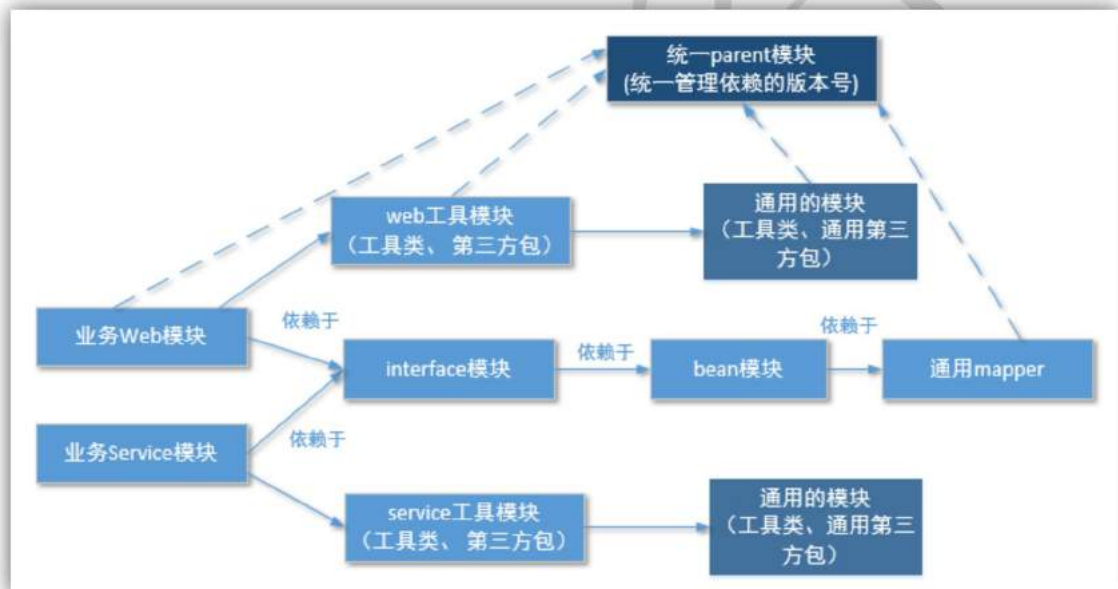 统一parent模块
(统一管理依赖的版本号)
web工具模块
（工具类、 第三方包）
通用的模块
（工具类、通用第三
方包）
业务Web模块
依赖于
interface模块
依赖于
bean模块
依赖于
通用mapper
业务Service模块
依赖于
service工具模块
（工具类、 第三方包）
通用的模块
（工具类、通用第三
方包）